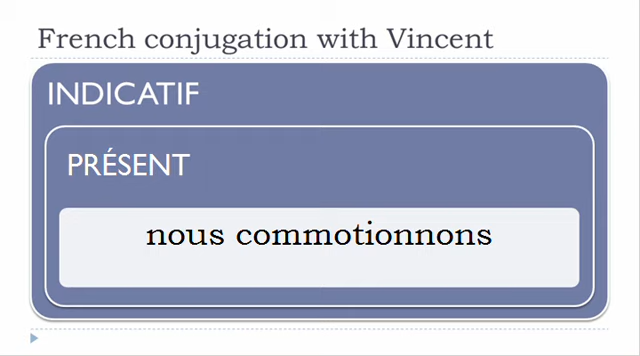 French conjugation with Vincent
INDICATIF
PRÉSENT
nous commotionnons